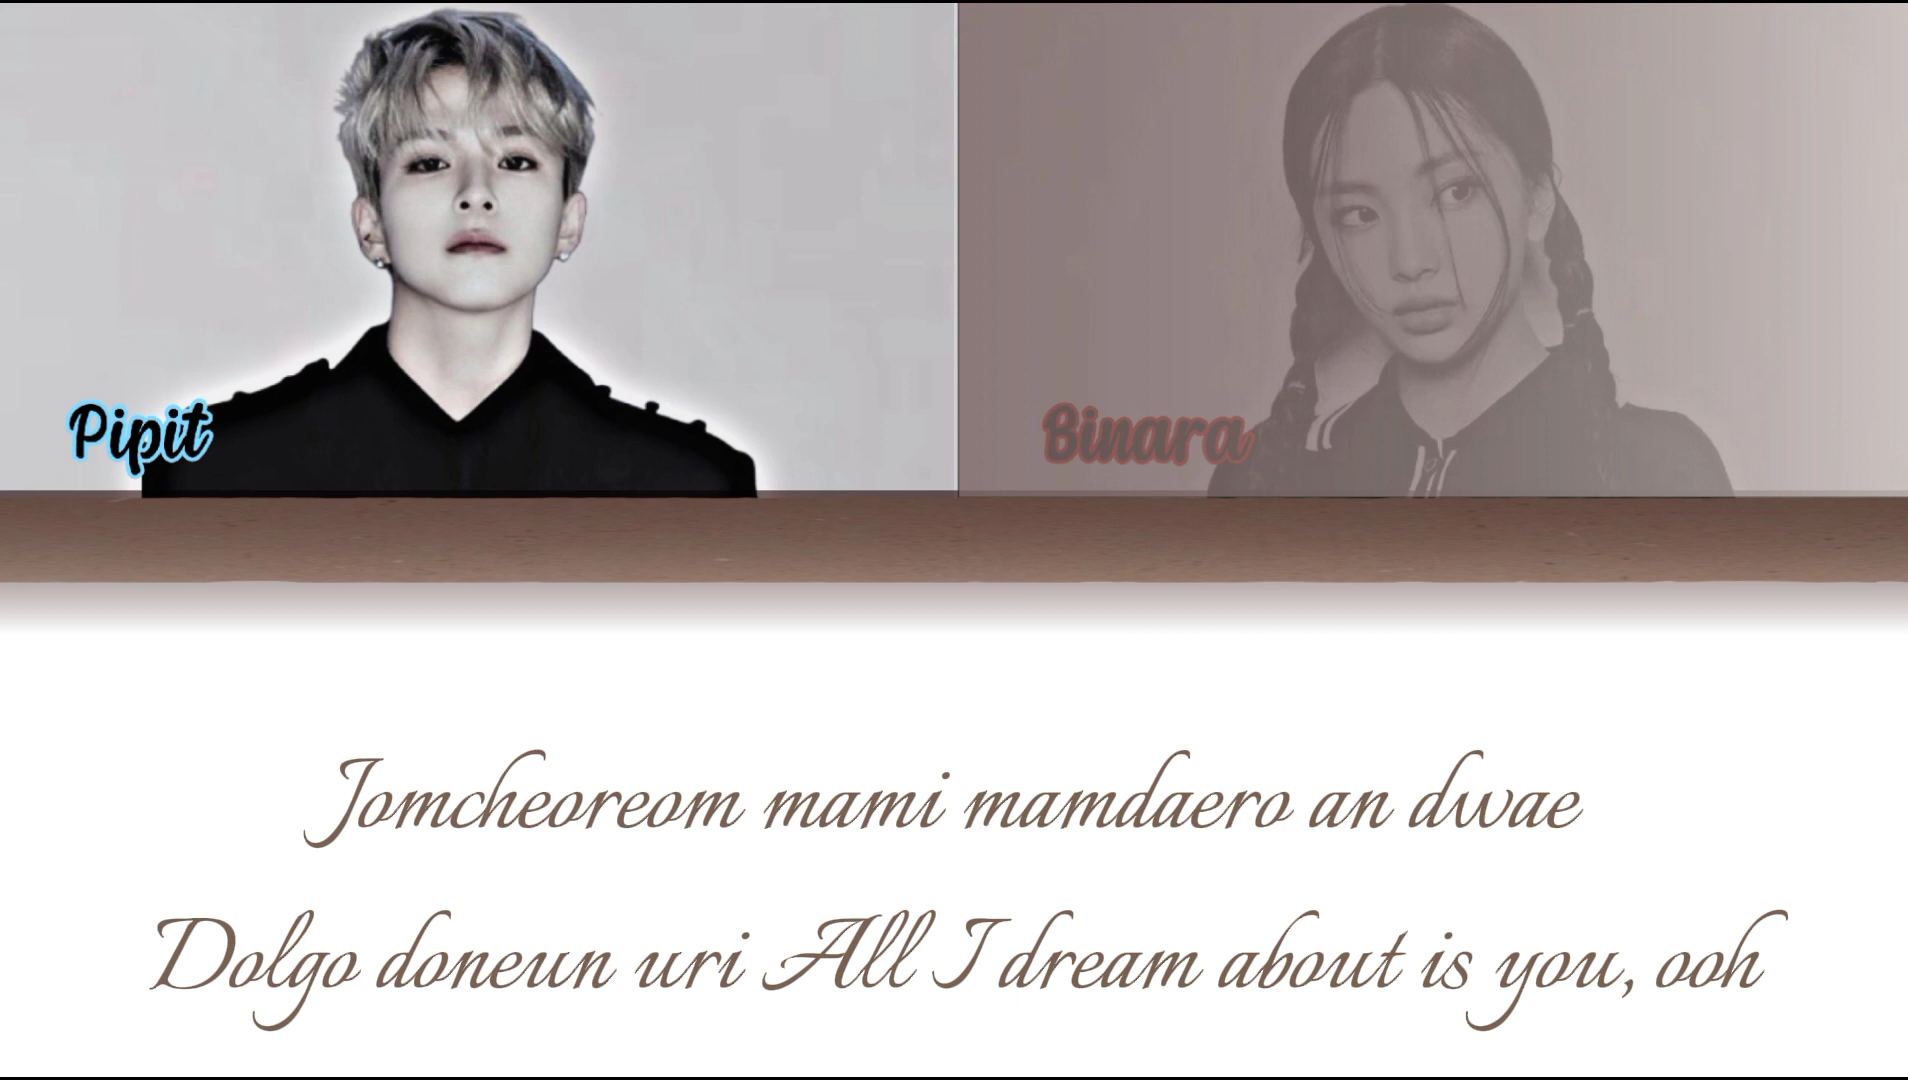 Pipit
Binara
Jomcheoreom mami mamdaero an dwae
Dolgo doneun uri All I dream about is you, ooh